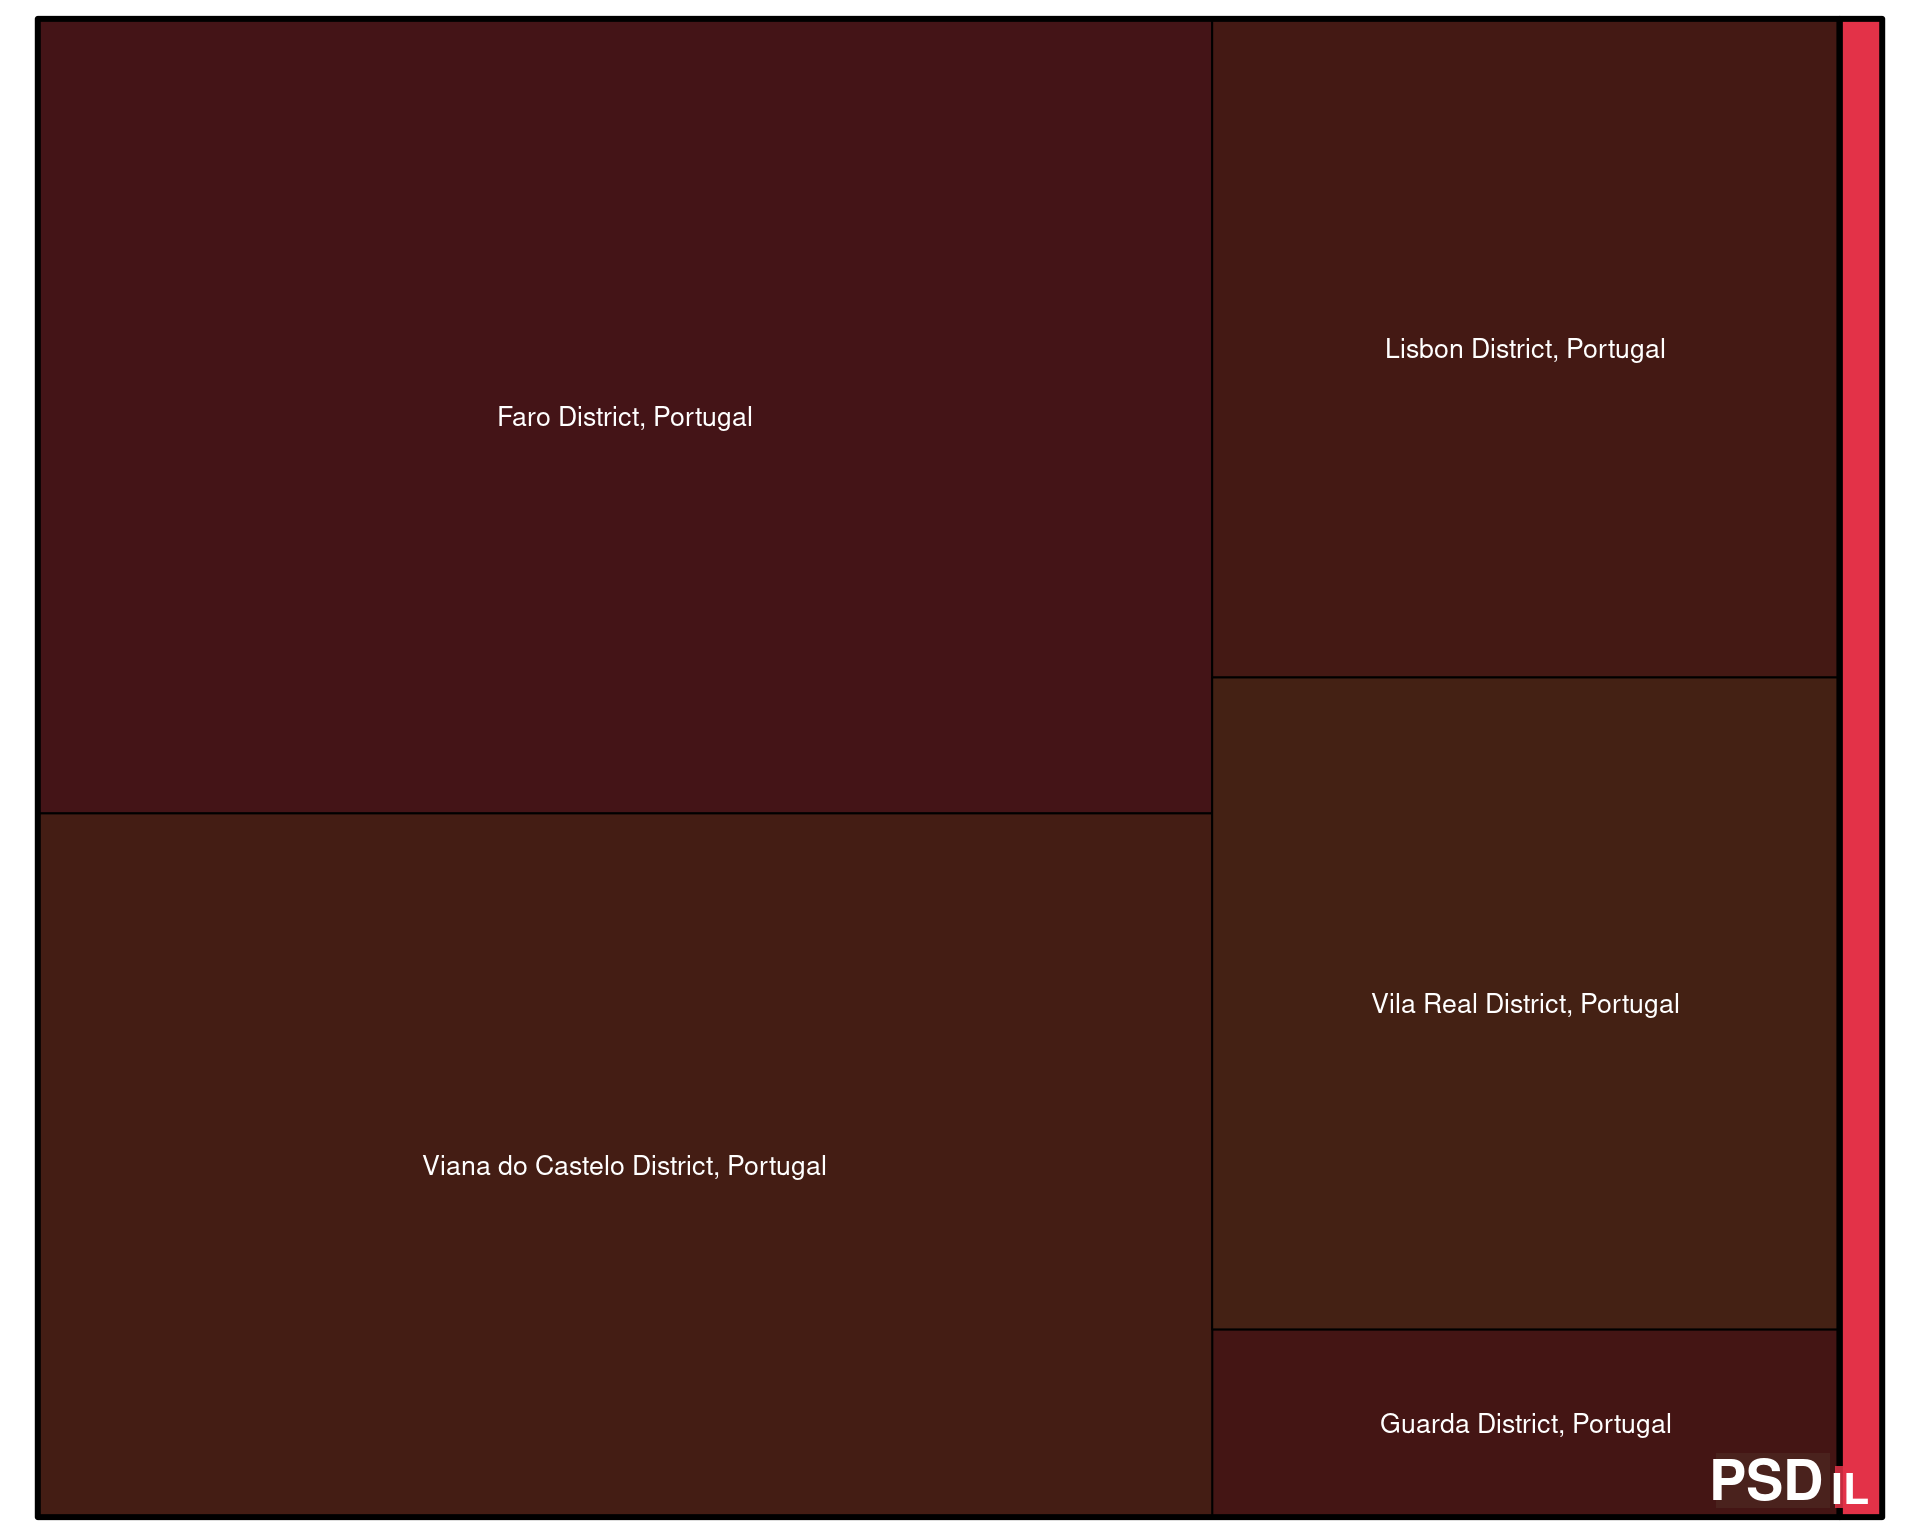 Faro District, Portugal
Lisbon District, Portugal
Viana do Castelo District, Portugal
Vila Real District, Portugal
Guarda District, Portugal
PSD
IL